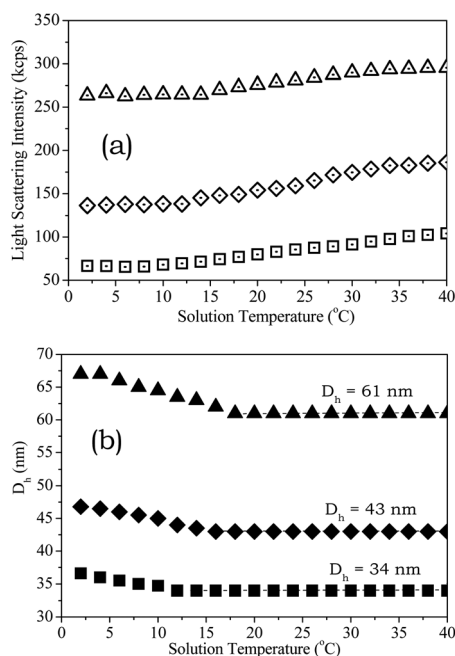 350
300
250
200
150
100
50
Light Scattering Intensity (kcps)
(a)
0 5 10 15 20 25 30 35 40
Solution Temperature (°C)
70
65
60
55
50
45
40
35
30
D_h (nm)
(b)
D_h = 61 nm
D_h = 43 nm
D_h = 34 nm
0 5 10 15 20 25 30 35 40
Solution Temperature (°C)